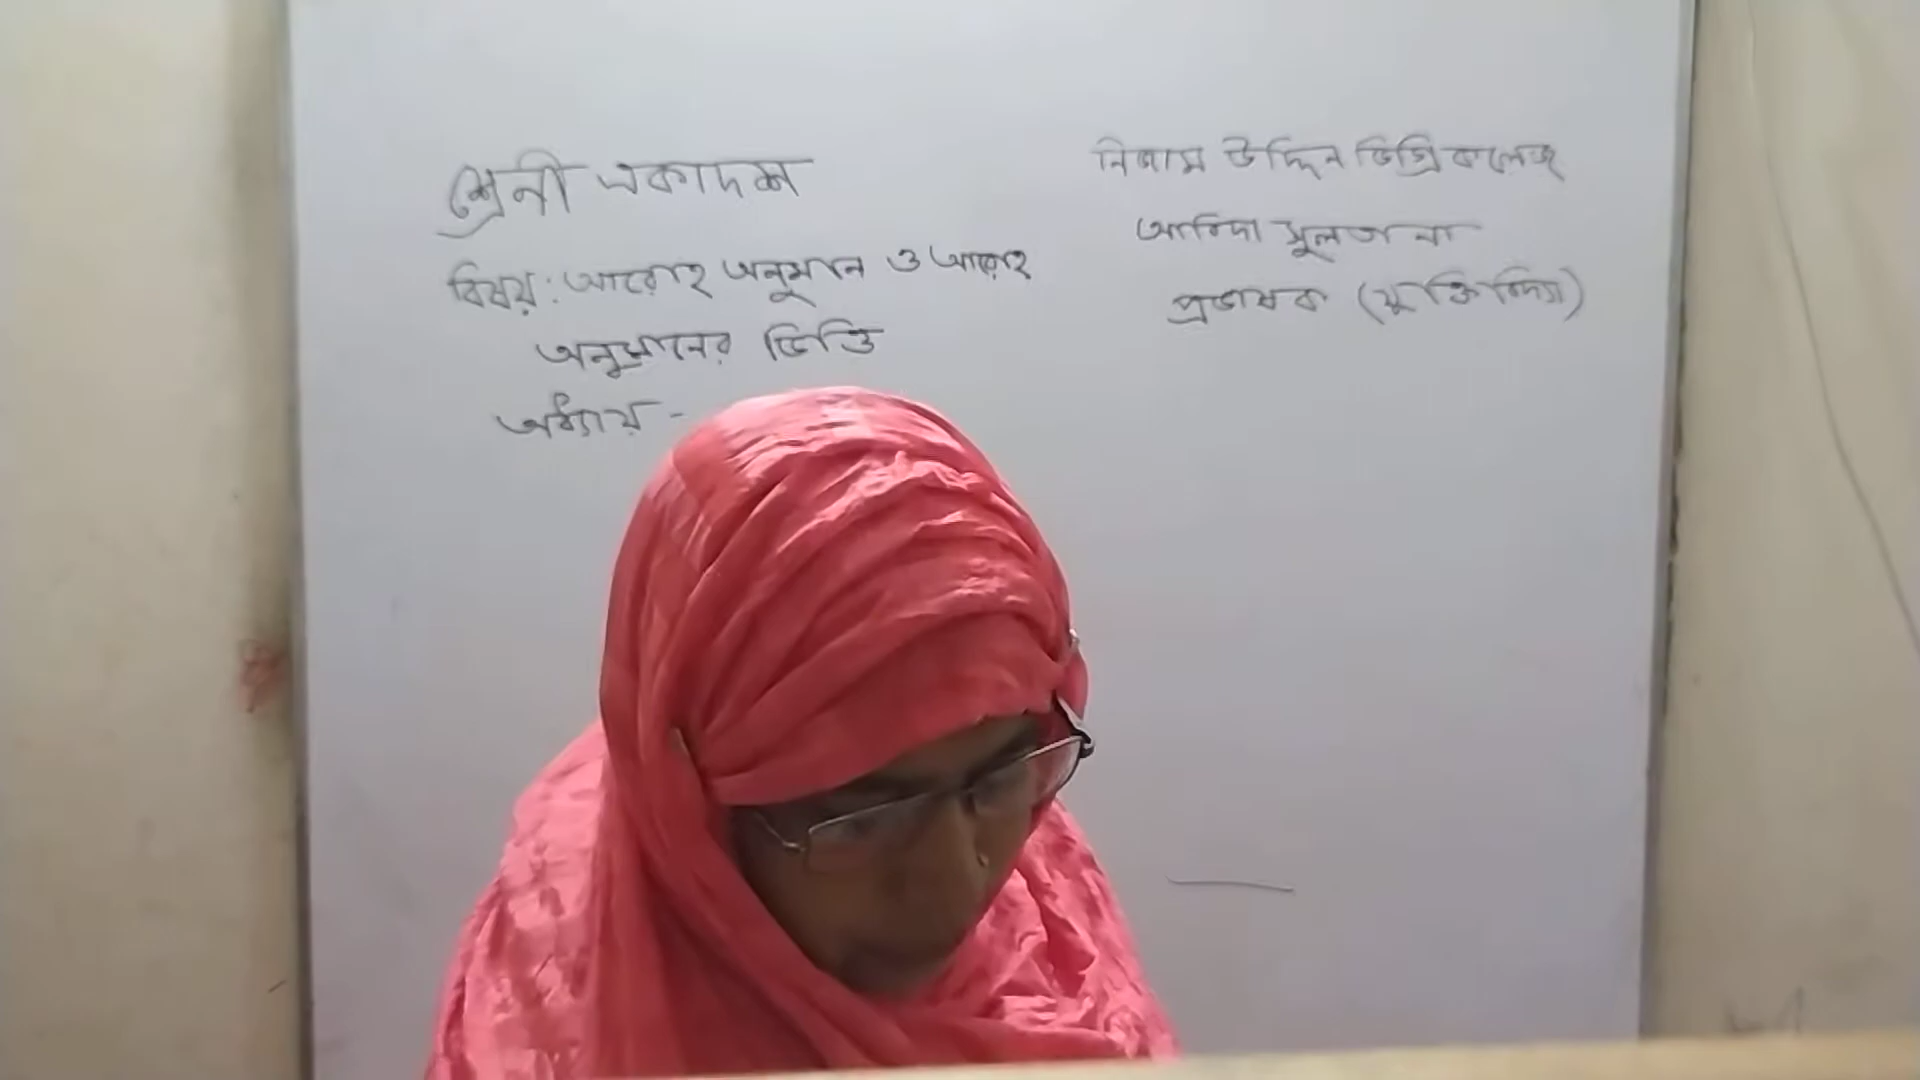 শ্রেনী একাদশ
বিষয় : আরোহ অনুমান ও আরোহ
অনুমানের ভিত্তি
অধ্যায় -
নিজাম উদ্দিন ডিগ্রি কলেজ
আবিদা সুলতানা
প্রভাষক (যুক্তিবিদ্যা)